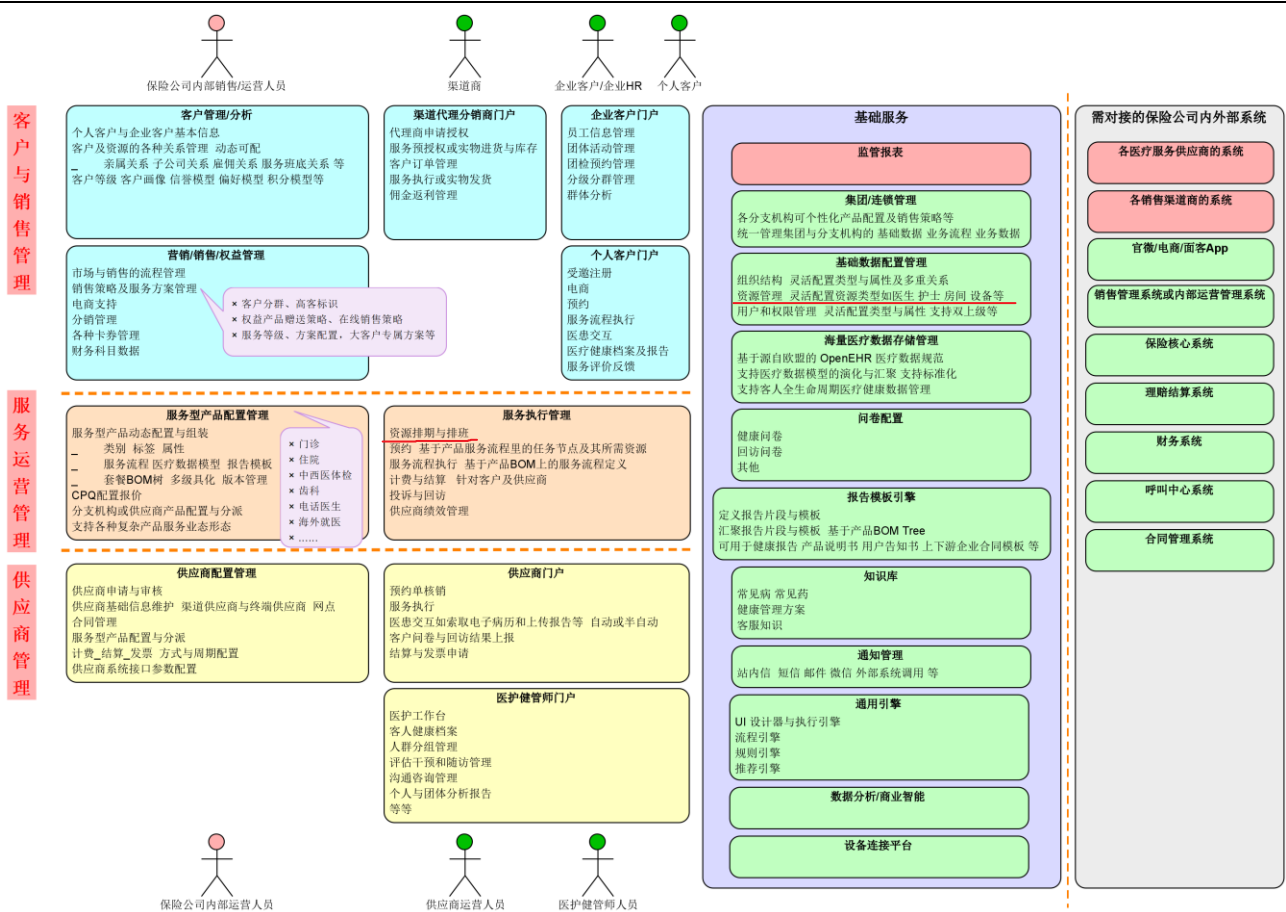 保险公司内部销售/运营人员
渠道商
企业客户/企业HR
个人客户
客户与销售管理
客户管理/分析
个人客户与企业客户基本信息
客户及资源的各种关系管理 动态可配
_ 亲属关系 子公司关系 雇佣关系 服务班底关系 等
客户等级 客户画像 信誉模型 偏好模型 积分模型等
渠道代理分销商门户
代理商申请授权
服务预授权或实物进货与库存
客户订单管理
服务执行或实物发货
佣金返利管理
企业客户门户
员工信息管理
团体活动管理
团检预约管理
分级分群管理
群体分析
营销/销售/权益管理
市场与销售的流程管理
销售策略及服务方案管理
电商支持
分销管理
各种卡券管理
财务科目数据
× 客户分群、高客标识
× 权益产品赠送策略、在线销售策略
× 服务等级、方案配置，大客户专属方案等
个人客户门户
受邀注册
电商
预约
服务流程执行
医患交互
医疗健康档案及报告
服务评价反馈
服务运营管理
服务型产品配置管理
服务型产品动态配置与组装
_ 类别 标签 属性
_ 服务流程 医疗数据模型 报告模板
_ 套餐BOM树 多级具化 版本管理
CPQ配置报价
分支机构或供应商产品配置与分派
支持各种复杂产品服务业态形态
× 门诊
× 住院
× 中西医体检
× 齿科
× 电话医生
× 海外就医
× ......
服务执行管理
资源排期与排班
预约 基于产品服务流程里的任务节点及其所需资源
服务流程执行 基于产品BOM上的服务流程定义
计费与结算 针对客户及供应商
投诉与回访
供应商绩效管理
供应商管理
供应商配置管理
供应商申请与审核
供应商基础信息维护 渠道供应商与终端供应商 网点
合同管理
服务型产品配置与分派
计费_结算_发票 方式与周期配置
供应商系统接口参数配置
供应商门户
预约单核销
服务执行
医患交互如索取电子病历和上传报告等 自动或半自动
客户问卷与回访结果上报
结算与发票申请
医护健管师门户
医护工作台
客人健康档案
人群分组管理
评估干预和随访管理
沟通咨询管理
个人与团体分析报告
等等
保险公司内部运营人员
供应商运营人员
医护健管师人员
基础服务
监管报表
集团/连锁管理
各分支机构可个性化产品配置及销售策略等
统一管理集团与分支机构的 基础数据 业务流程 业务数据
基础数据配置管理
组织结构 灵活配置类型与属性及多重关系
资源管理 灵活配置资源类型如医生 护士 房间 设备等
用户和权限管理 灵活配置类型与属性 支持双上级等
海量医疗数据存储管理
基于源自欧盟的 OpenEHR 医疗数据规范
支持医疗数据模型的演化与汇聚 支持标准化
支持客人全生命周期医疗健康数据管理
问卷配置
健康问卷
回访问卷
其他
报告模板引擎
定义报告片段与模板
汇聚报告片段与模板 基于产品BOM Tree
可用于健康报告 产品说明书 用户告知书 上下游企业合同模板 等
知识库
常见病 常见药
健康管理方案
客服知识
通知管理
站内信 短信 邮件 微信 外部系统调用 等
通用引擎
UI 设计器与执行引擎
流程引擎
规则引擎
推荐引擎
数据分析/商业智能
设备连接平台
需对接的保险公司内外部系统
各医疗服务供应商的系统
各销售渠道商的系统
官微/电商/面客App
销售管理系统或内部运营管理系统
保险核心系统
理赔结算系统
财务系统
呼叫中心系统
合同管理系统